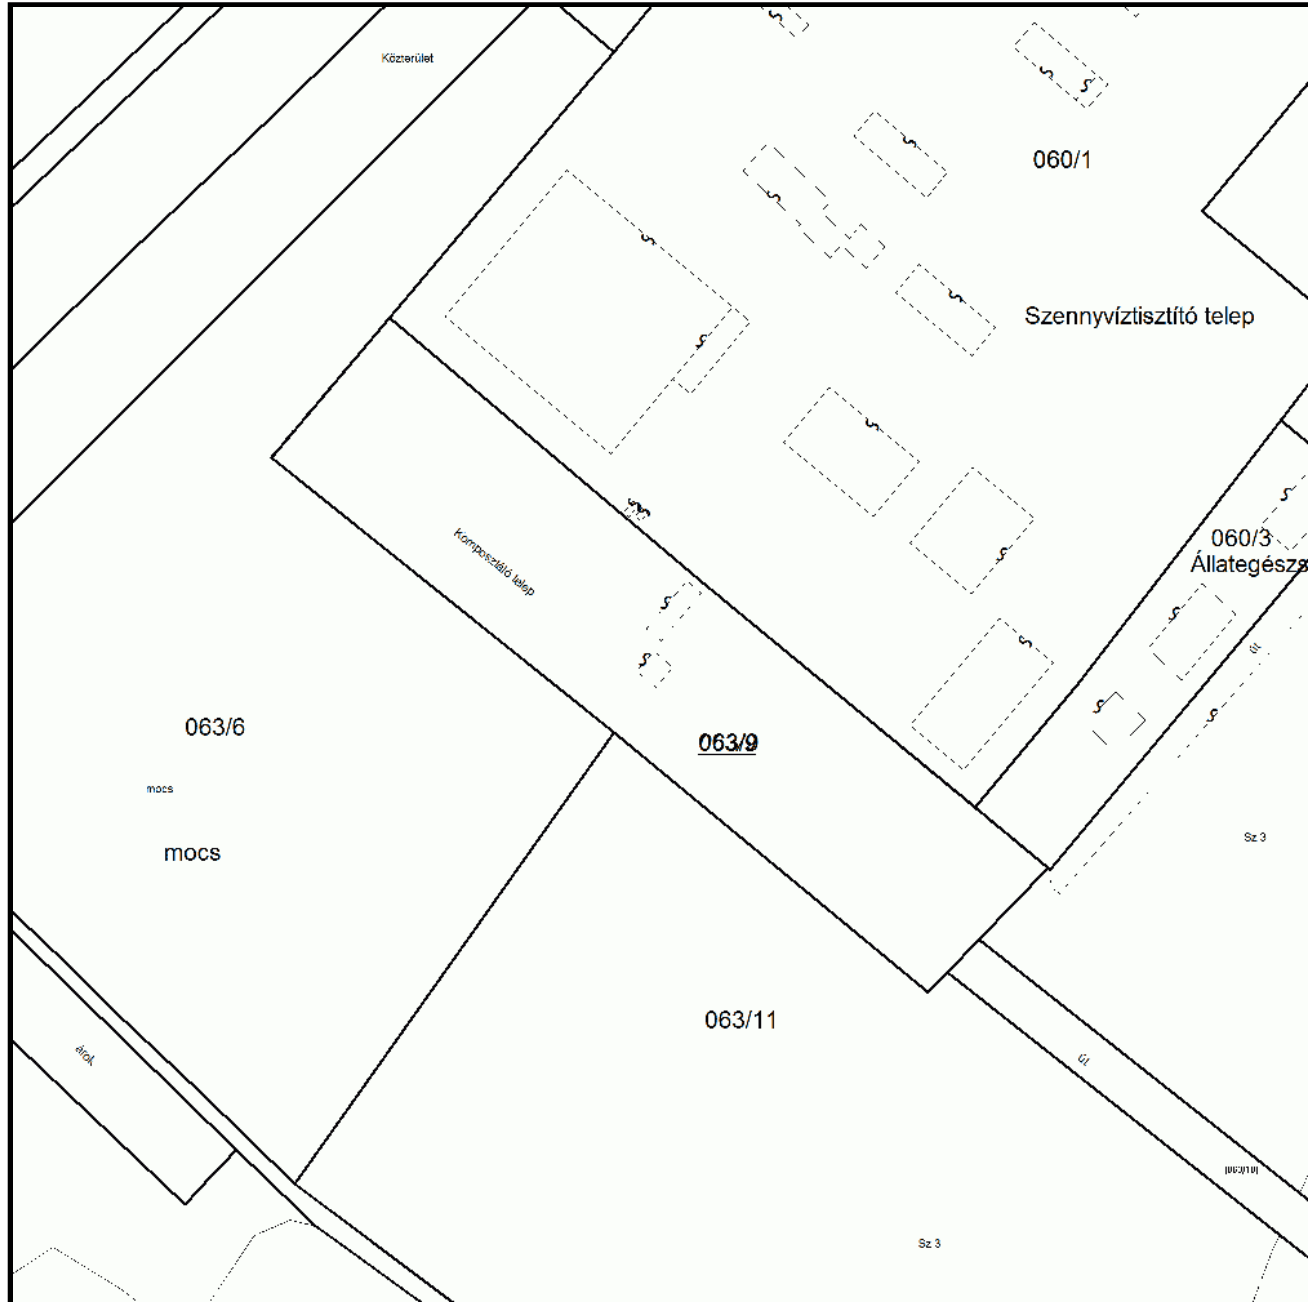 Közterület
060/1
Szennyvíztisztító telep
060/3
Állategészs
Komposztáló telep
út
063/6
063/9
mocs
Sz 3
mocs
063/11
árok
út
Sz 3